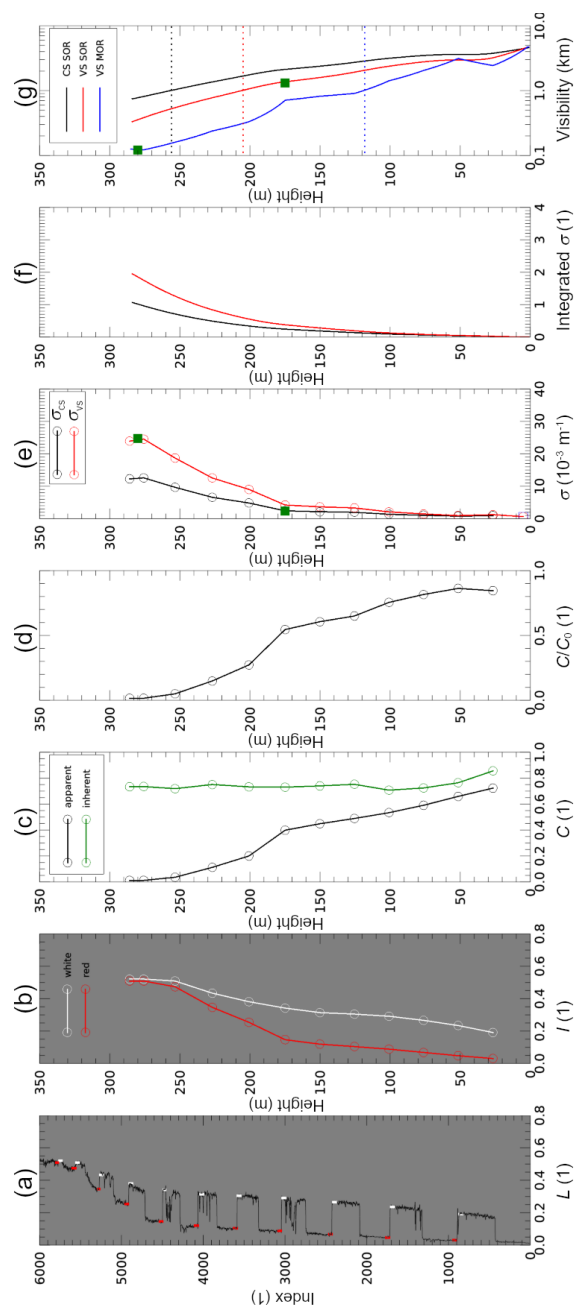 (a)
6000
5000
4000
3000
2000
1000
Index (1)
0.0 0.2 0.4 0.6 0.8
L (1)
(b)
white
red
350
300
250
200
150
100
50
Height (m)
0.0 0.2 0.4 0.6 0.8
I (1)
(c)
apparent
inherent
350
300
250
200
150
100
50
Height (m)
0.0 0.2 0.4 0.6 0.8 1.0
C (1)
(d)
350
300
250
200
150
100
50
Height (m)
0.0 0.5 1.0
C/C₀ (1)
(e)
σCS
σVS
350
300
250
200
150
100
50
0
Height (m)
0 10 20 30 40
σ (10⁻³ m⁻¹)
(f)
350
300
250
200
150
100
50
0
Height (m)
0 1 2 3 4
Integrated σ (1)
(g)
CS SOR
VS SOR
VS MOR
350
300
250
200
150
100
50
0
Height (m)
0.1 1.0 10.0
Visibility (km)